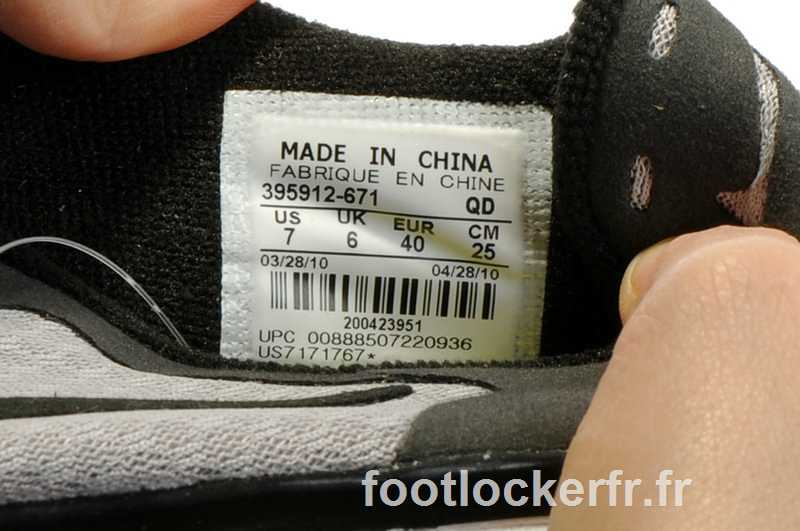 MADE IN CHINA
FABRIQUE EN CHINE
395912-671 QD
US UK EUR CM
7 6 40 25
03/28/10 04/28/10
200423951
UPC 00888507220936
US7171767*
footlockerfr.fr